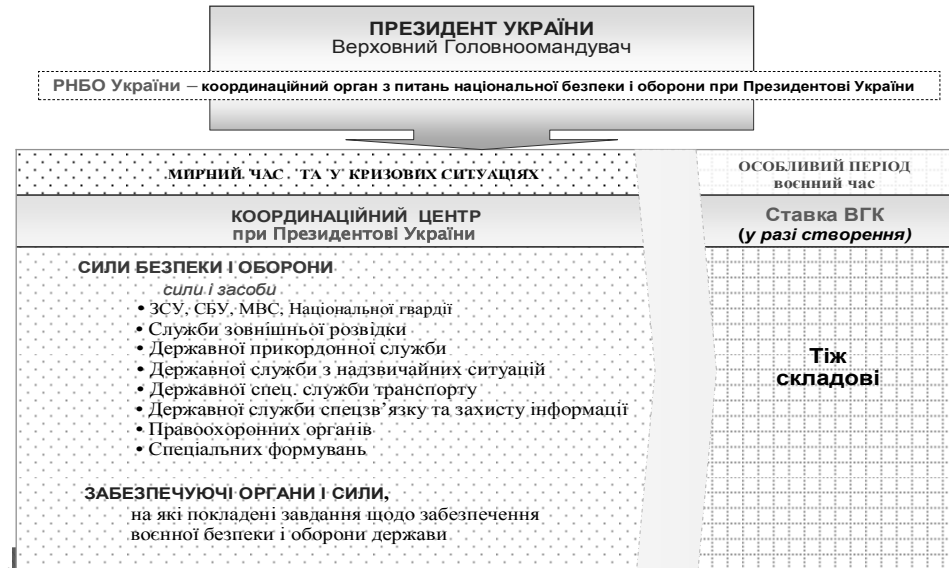 ПРЕЗИДЕНТ УКРАЇНИ
Верховний Головноомандувач
РНБО України – координаційний орган з питань національної безпеки і оборони при Президентові України
МИРНИЙ ЧАС ТА У КРИЗОВИХ СИТУАЦІЯХ
КООРДИНАЦІЙНИЙ ЦЕНТР
при Президентові України
СИЛИ БЕЗПЕКИ І ОБОРОНИ
сили і засоби
• ЗСУ, СБУ, МВС, Національної гвардії
• Служби зовнішньої розвідки
• Державної прикордонної служби
• Державної служби з надзвичайних ситуацій
• Державної спец. служби транспорту
• Державної служби спецзв’язку та захисту інформації
• Правоохоронних органів
• Спеціальних формувань
ЗАБЕЗПЕЧУЮЧІ ОРГАНИ І СИЛИ,
на які покладені завдання щодо забезпечення
воєнної безпеки і оборони держави
ОСОБЛИВИЙ ПЕРІОД
воєнний час
Ставка ВГК
(у разі створення)
Тіж
складові